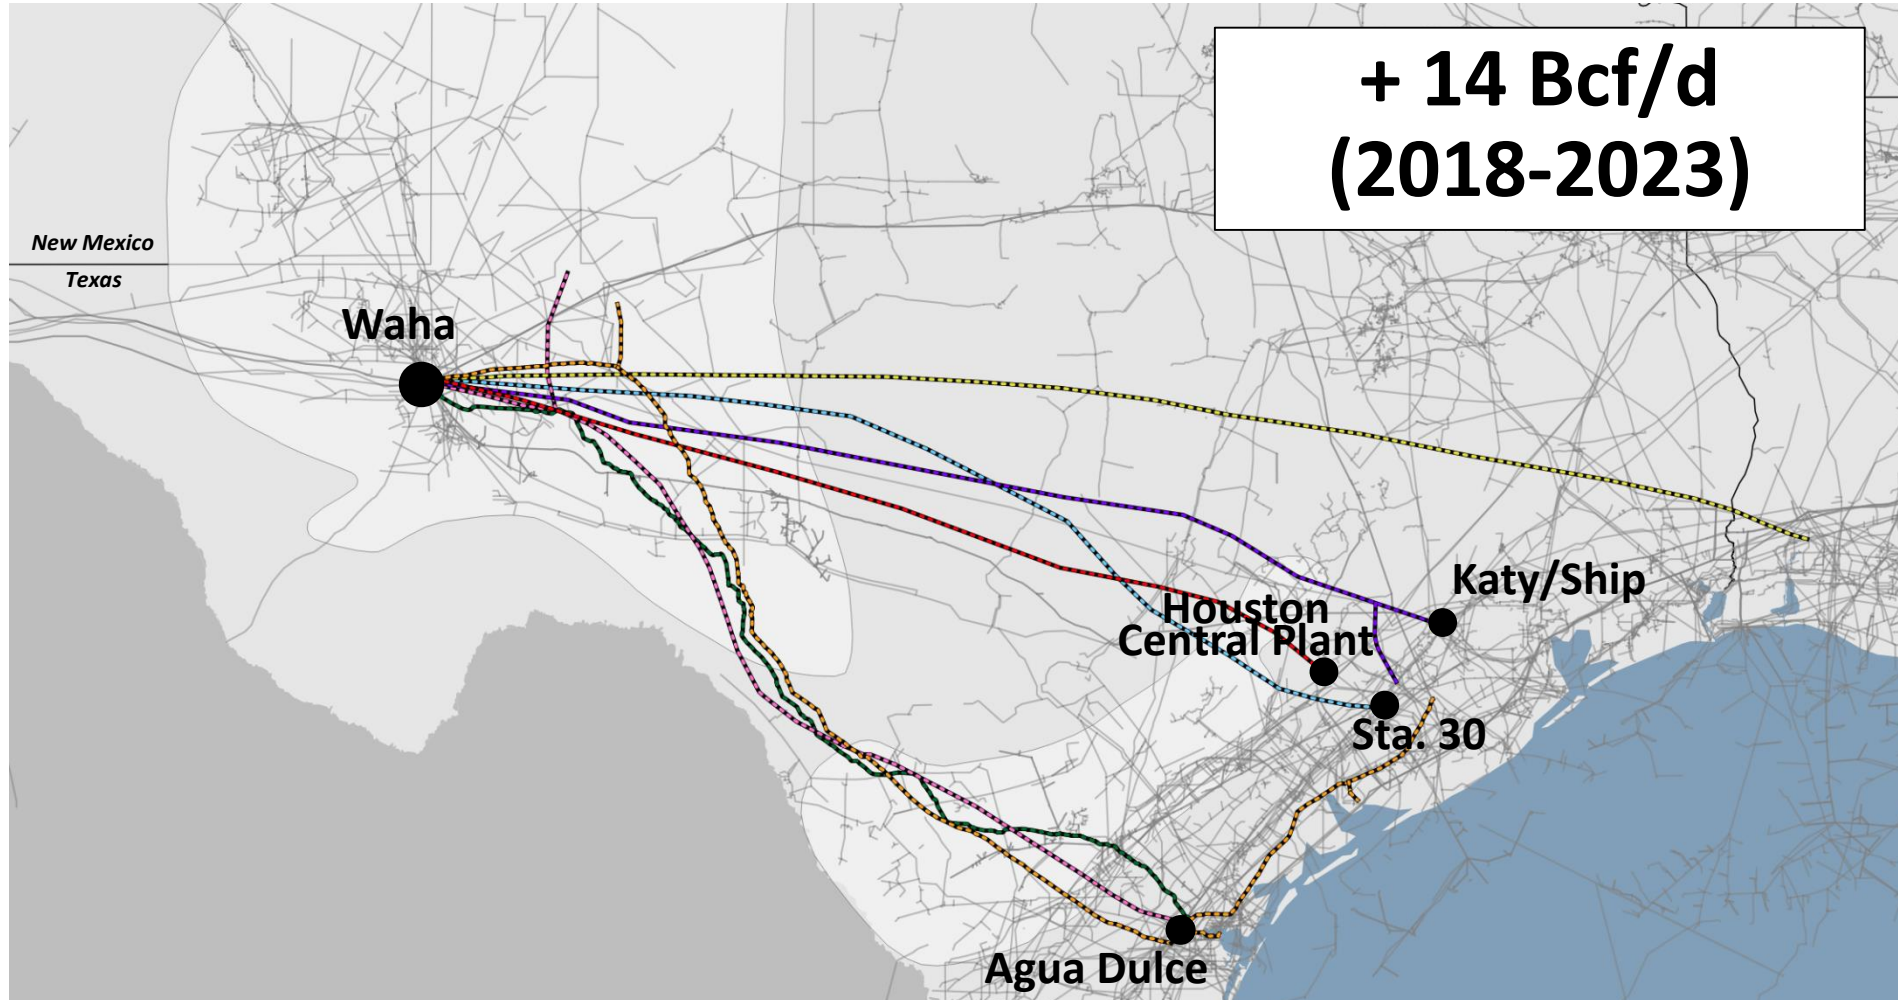 + 14 Bcf/d
(2018-2023)
New Mexico
Texas
Waha
Katy/Ship
Houston
Central Plant
Sta. 30
Agua Dulce